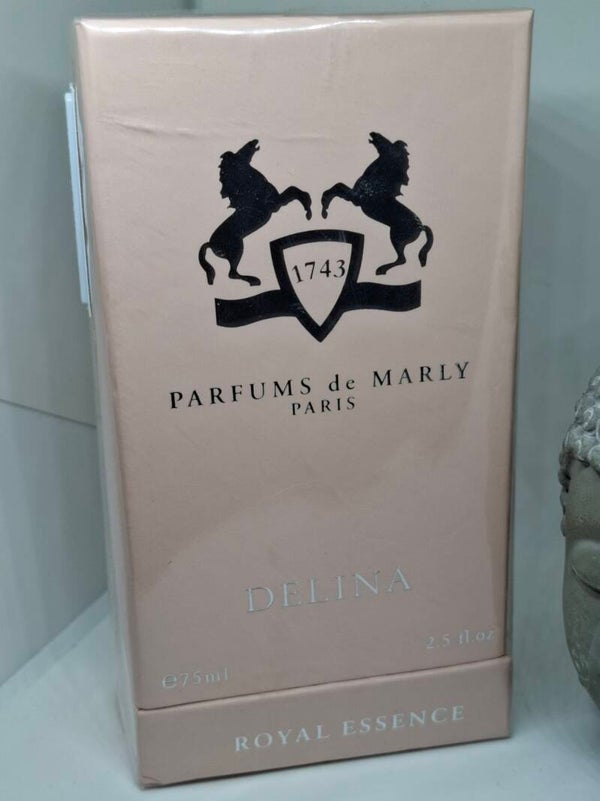 1743
PARFUMS de MARLY
PARIS
DELINA
2.5 fl.oz
℮75ml
ROYAL ESSENCE